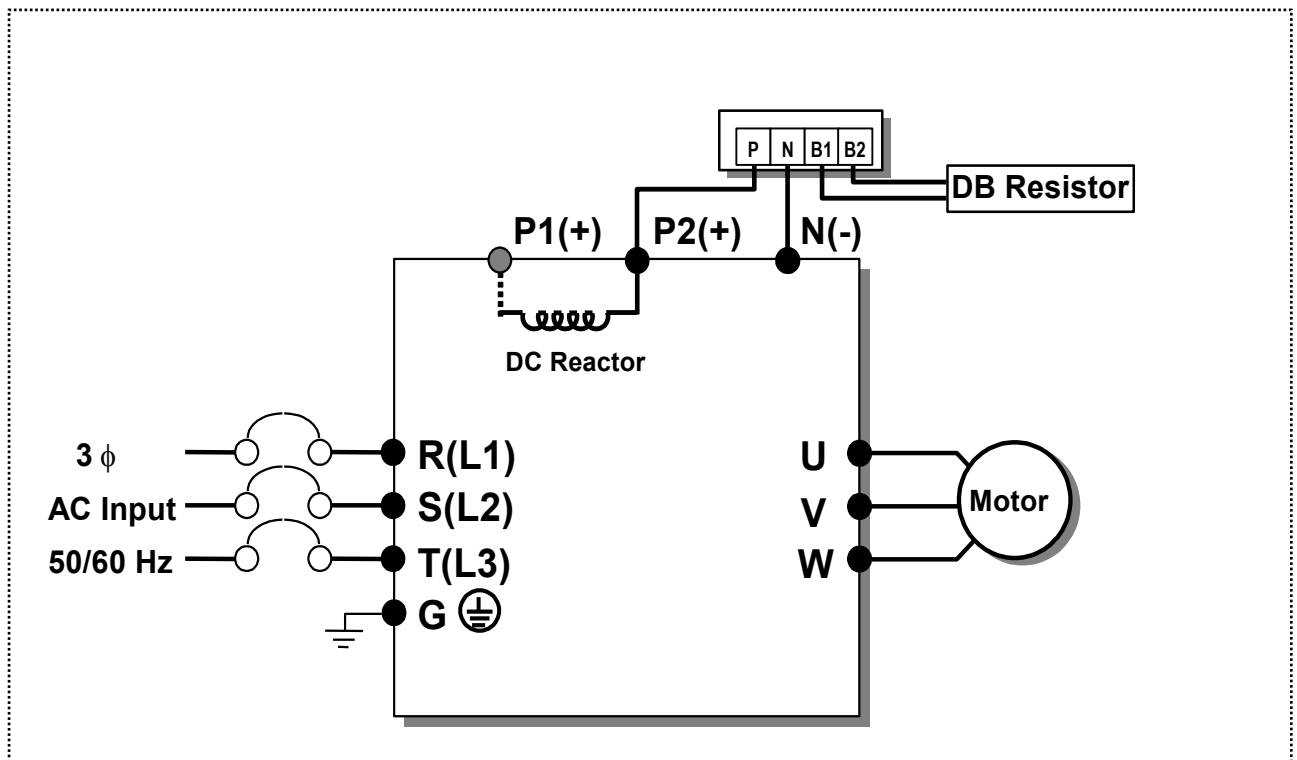 P N B1 B2
DB Resistor
P1(+) P2(+) N(-)
DC Reactor
3 ϕ
R(L1)
U
AC Input
S(L2)
V
Motor
50/60 Hz
T(L3)
W
G